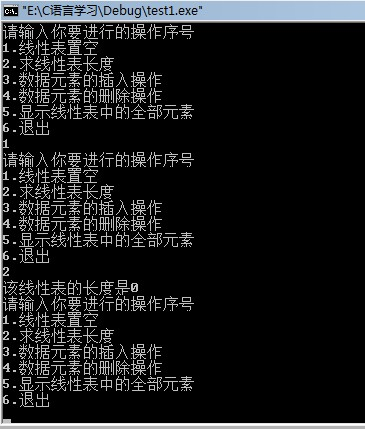 "E:\C语言学习\Debug\test1.exe"
请输入你要进行的操作序号
1.线性表置空
2.求线性表长度
3.数据元素的插入操作
4.数据元素的删除操作
5.显示线性表中的全部元素
6.退出
1
请输入你要进行的操作序号
1.线性表置空
2.求线性表长度
3.数据元素的插入操作
4.数据元素的删除操作
5.显示线性表中的全部元素
6.退出
2
该线性表的长度是0
请输入你要进行的操作序号
1.线性表置空
2.求线性表长度
3.数据元素的插入操作
4.数据元素的删除操作
5.显示线性表中的全部元素
6.退出